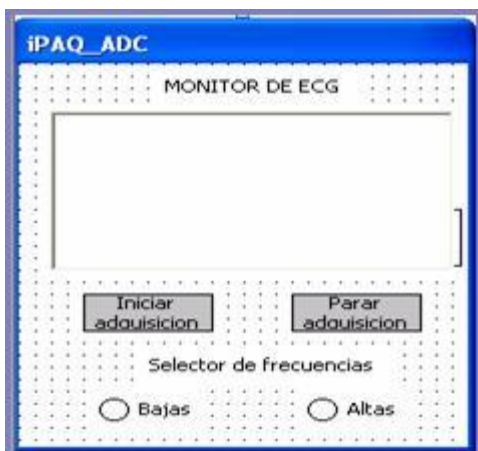 iPAQ_ADC
MONITOR DE ECG
Iniciar Parar
adquisicion adquisicion
Selector de frecuencias
Bajas Altas